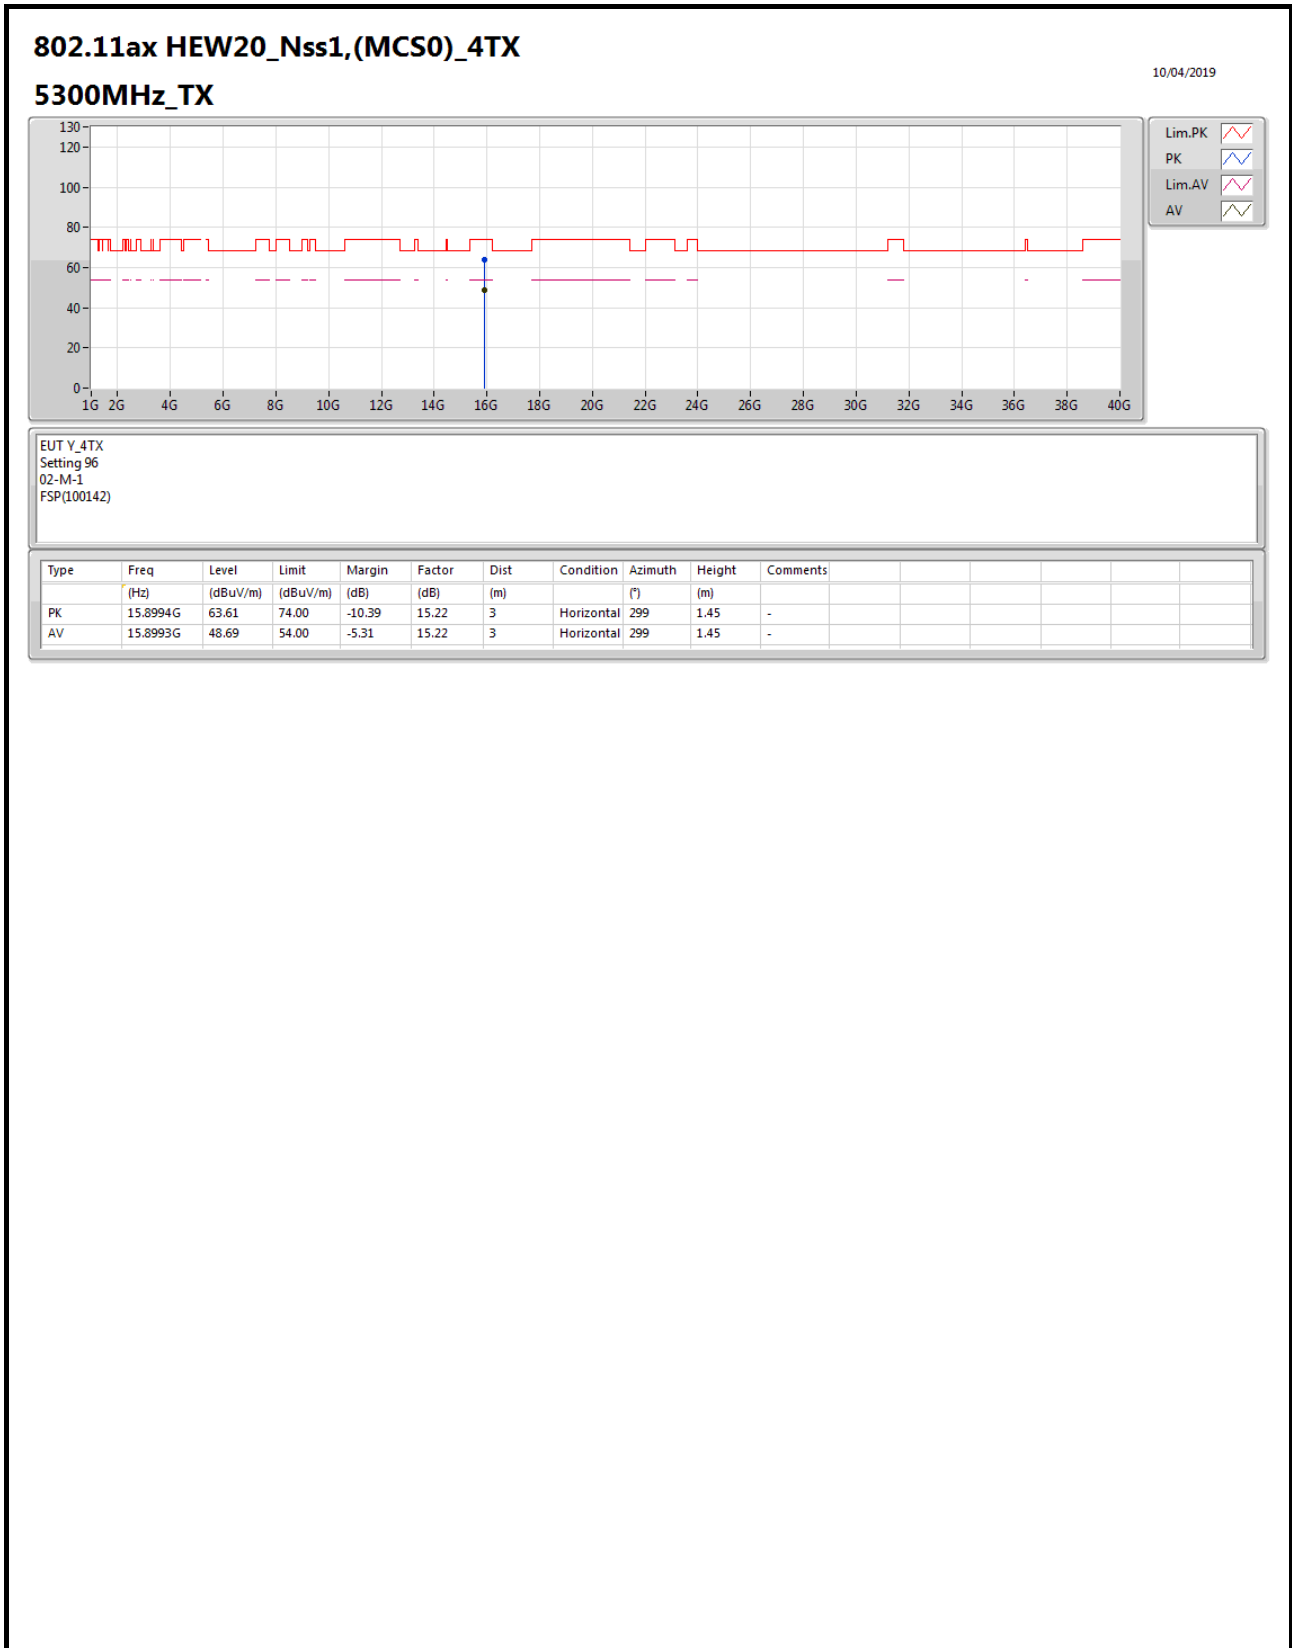 802.11ax HEW20_Nss1,(MCS0)_4TX
10/04/2019
5300MHz_TX
130
120
100
80
60
40
20
0
1G 2G 4G 6G 8G 10G 12G 14G 16G 18G 20G 22G 24G 26G 28G 30G 32G 34G 36G 38G 40G
Lim.PK
PK
Lim.AV
AV
EUT Y_4TX
Setting 96
02-M-1
FSP(100142)
Type Freq Level Limit Margin Factor Dist Condition Azimuth Height Comments
(Hz) (dBuV/m) (dBuV/m) (dB) (dB) (m) (°) (m)
PK 15.8994G 63.61 74.00 -10.39 15.22 3 Horizontal 299 1.45 -
AV 15.8993G 48.69 54.00 -5.31 15.22 3 Horizontal 299 1.45 -